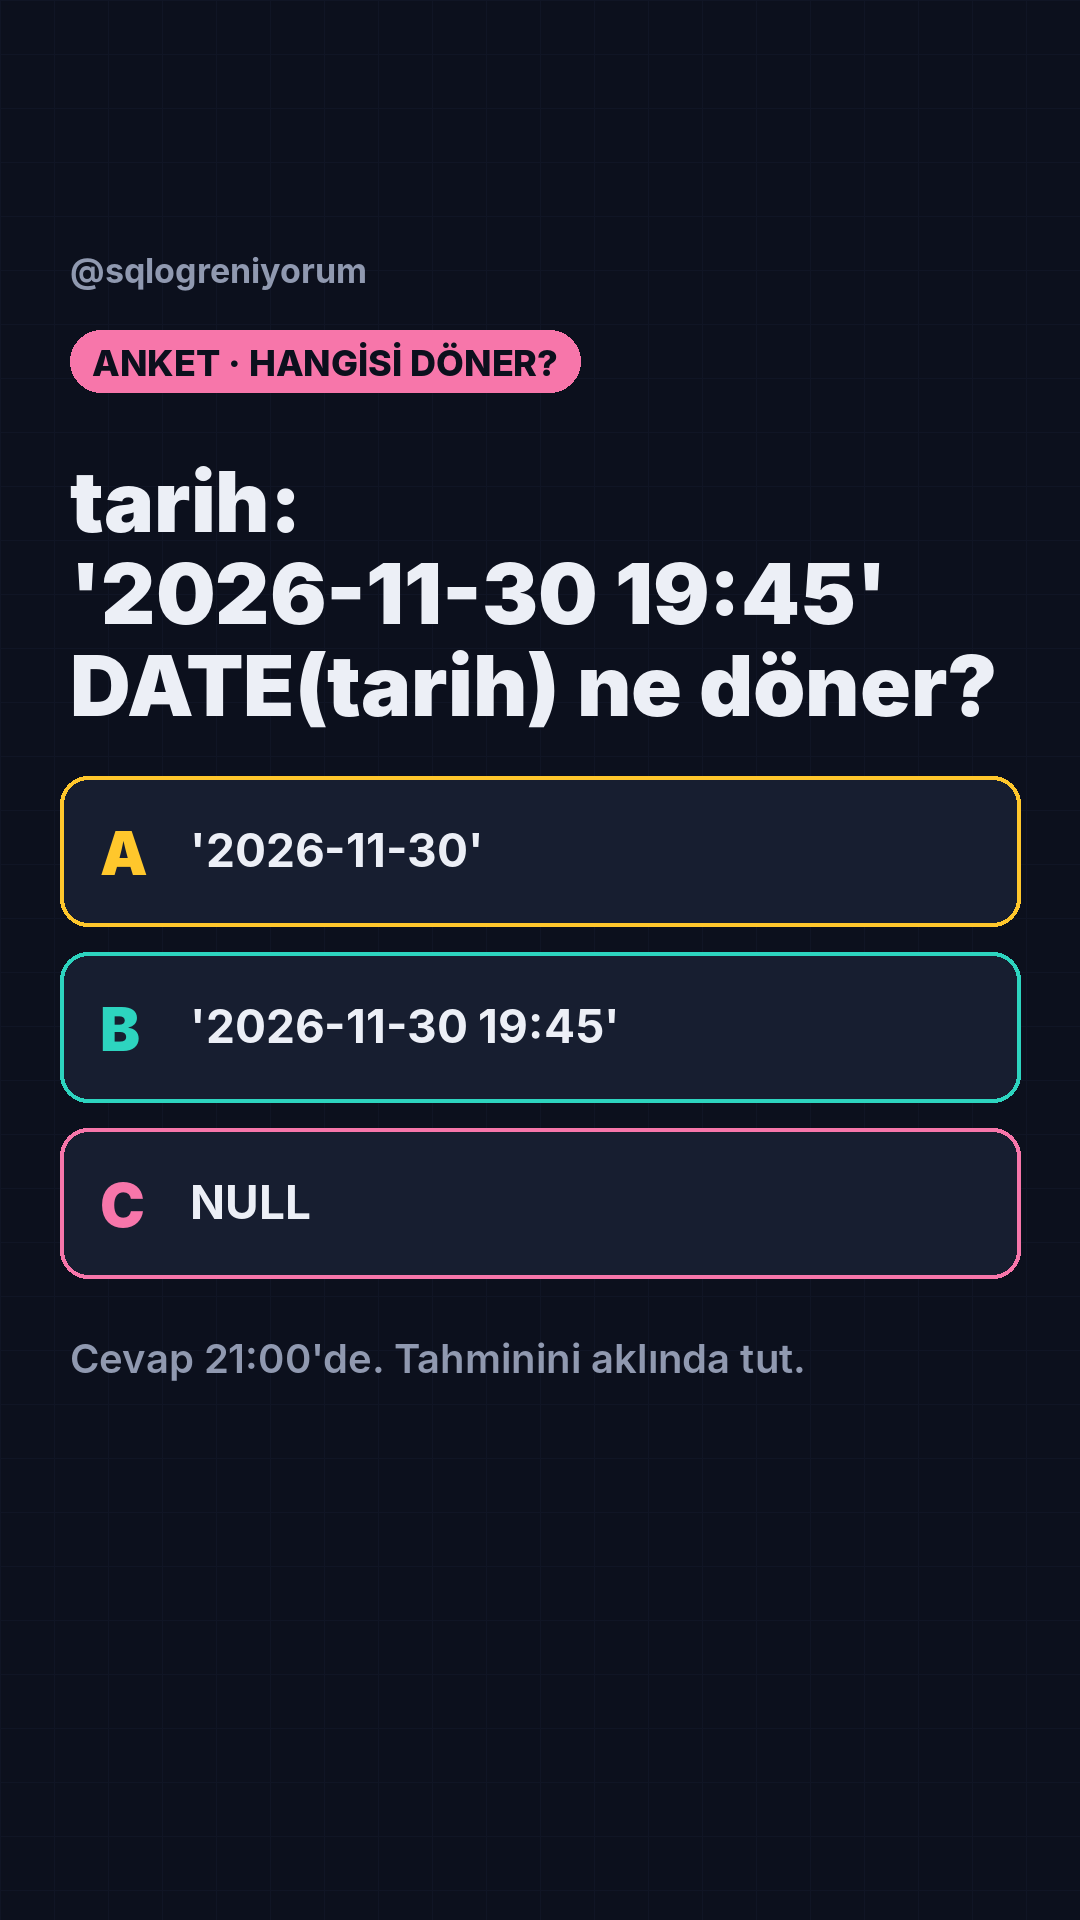 @sqlogreniyorum
ANKET · HANGİSİ DÖNER?
tarih:
'2026-11-30 19:45'
DATE(tarih) ne döner?
A '2026-11-30'
B '2026-11-30 19:45'
C NULL
Cevap 21:00'de. Tahminini aklında tut.